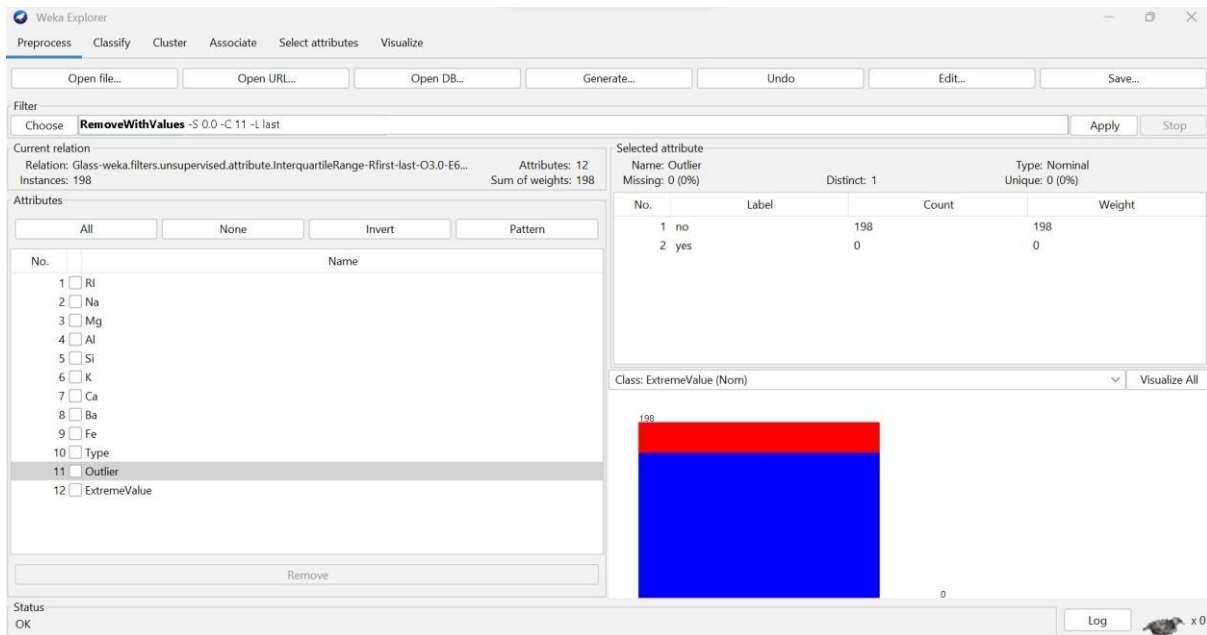 Weka Explorer
Preprocess Classify Cluster Associate Select attributes Visualize
Open file... Open URL... Open DB... Generate... Undo Edit... Save...
Filter
Choose RemoveWithValues -S 0.0 -C 11 -L last Apply Stop
Current relation
Relation: Glass-weka.filters.unsupervised.attribute.InterquartileRange-Rfirst-last-O3.0-E6... Attributes: 12
Instances: 198 Sum of weights: 198
Selected attribute
Name: Outlier Type: Nominal
Missing: 0 (0%) Distinct: 1 Unique: 0 (0%)
Attributes
All None Invert Pattern
No. Name
1 RI
2 Na
3 Mg
4 Al
5 Si
6 K
7 Ca
8 Ba
9 Fe
10 Type
11 Outlier
12 ExtremeValue
Remove
No. Label Count Weight
1 no 198 198
2 yes 0 0
Class: ExtremeValue (Nom) Visualize All
198
0
Status
OK
Log x 0